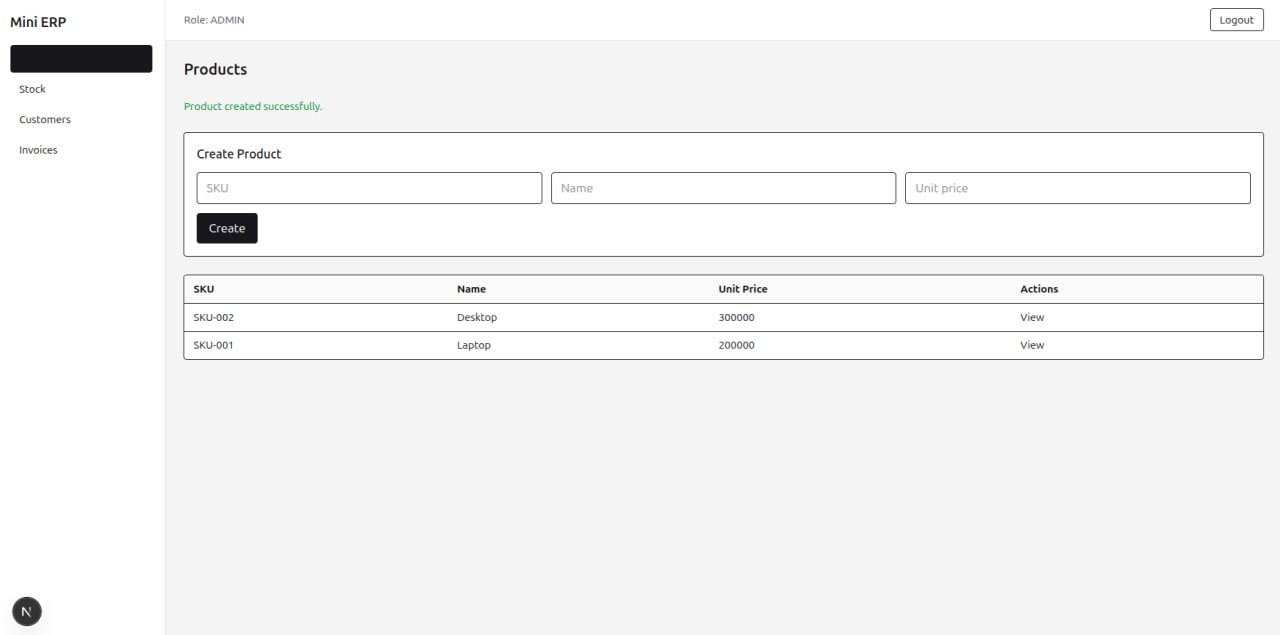 Mini ERP
Role: ADMIN
Logout
Stock
Customers
Invoices
Products
Product created successfully.
Create Product
SKU
Name
Unit price
Create
SKU Name Unit Price Actions
SKU-002 Desktop 300000 View
SKU-001 Laptop 200000 View
N